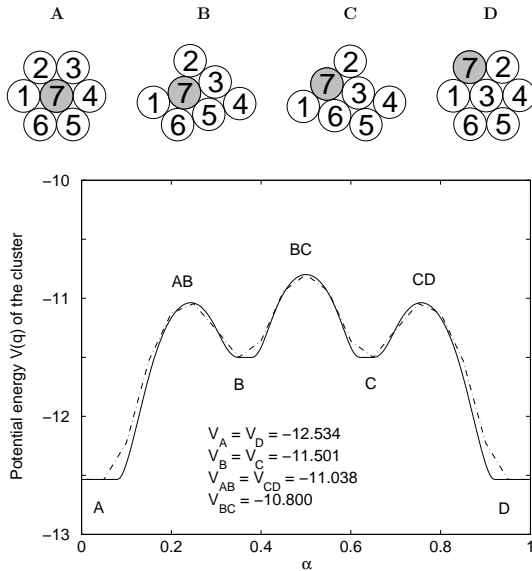 A B C D
2 3
1 7 4
6 5
2
7 3
1 5 4
6
2
7 3
1 6 4
5
7 2
1 3 4
6 5
−10
−11
−12
−13
Potential energy V(q) of the cluster
AB
BC
CD
B
C
A
D
V_A = V_D = −12.534
V_B = V_C = −11.501
V_AB = V_CD = −11.038
V_BC = −10.800
0 0.2 0.4 0.6 0.8 1
α